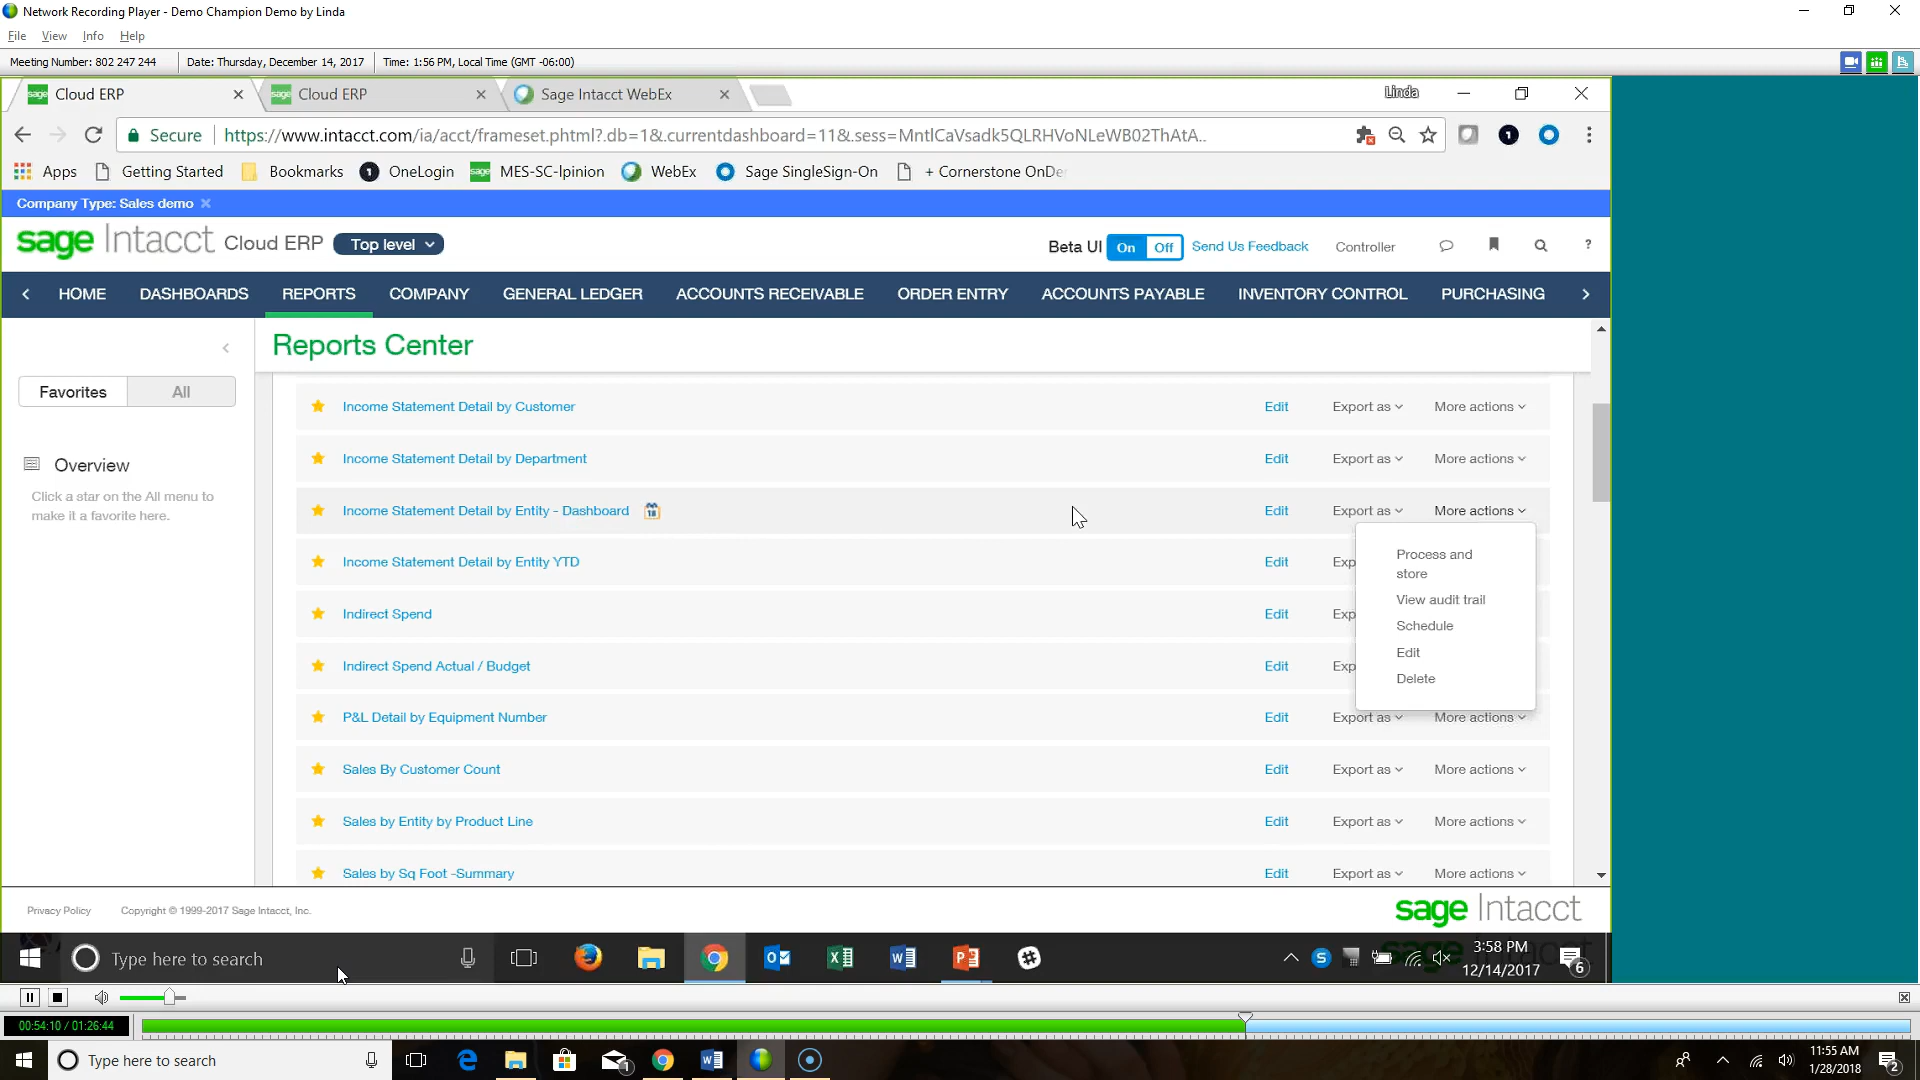 Network Recording Player - Demo Champion Demo by Linda
File View Info Help
Meeting Number: 802 247 244 Date: Thursday, December 14, 2017 Time: 1:56 PM, Local Time (GMT -06:00)
sage Cloud ERP sage Cloud ERP Sage Intacct WebEx Linda
Secure https://www.intacct.com/ia/acct/frameset.phtml?.db=1&.currentdashboard=11&.sess=MntlCaVsadk5QLRHVoNLeWB02ThAtA..
Apps Getting Started Bookmarks 1 OneLogin sage MES-SC-Ipinion WebEx Sage SingleSign-On + Cornerstone OnDe
Company Type: Sales demo
sage Intacct Cloud ERP Top level Beta UI On Off Send Us Feedback Controller ?
HOME DASHBOARDS REPORTS COMPANY GENERAL LEDGER ACCOUNTS RECEIVABLE ORDER ENTRY ACCOUNTS PAYABLE INVENTORY CONTROL PURCHASING
Reports Center
Favorites All
Overview
Click a star on the All menu to
make it a favorite here.
Income Statement Detail by Customer Edit Export as More actions
Income Statement Detail by Department Edit Export as More actions
Income Statement Detail by Entity - Dashboard 18 Edit Export as More actions
Process and
store
View audit trail
Schedule
Edit
Delete
Income Statement Detail by Entity YTD Edit Exp
Indirect Spend Edit Exp
Indirect Spend Actual / Budget Edit Exp
P&L Detail by Equipment Number Edit Export as More actions
Sales By Customer Count Edit Export as More actions
Sales by Entity by Product Line Edit Export as More actions
Sales by Sq Foot -Summary Edit Export as More actions
Privacy Policy Copyright © 1999-2017 Sage Intacct, Inc. sage Intacct
Type here to search 3:58 PM
12/14/2017 6
00:54:10 / 01:26:44
Type here to search 1 11:55 AM
1/28/2018 2